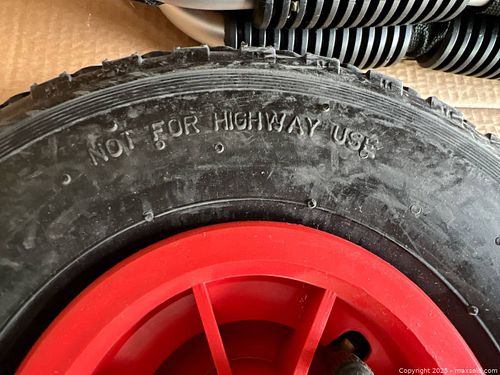 NOT FOR HIGHWAY USE
Copyright 2025 - maxsold.com